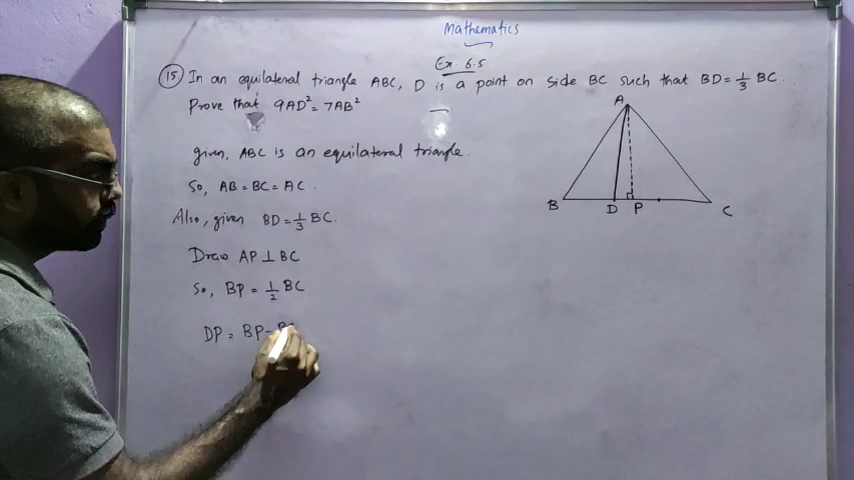 Mathematics
Ex 6.5
15) In an equilateral triangle ABC, D is a point on side BC such that BD = 1/3 BC.
Prove that 9AD² = 7AB²
given, ABC is an equilateral triangle.
So, AB = BC = AC.
Also, given BD = 1/3 BC.
Draw AP ⊥ BC
So, BP = 1/2 BC
DP = BP -
A
B
D
P
C